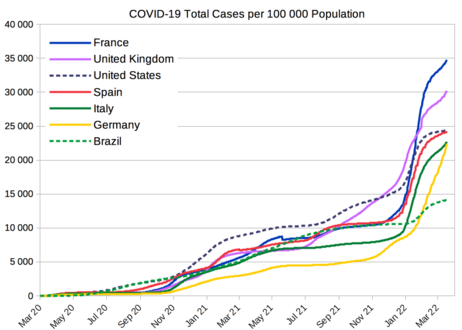 COVID-19 Total Cases per 100 000 Population
40 000
35 000
30 000
25 000
20 000
15 000
10 000
5 000
0
France
United Kingdom
United States
Spain
Italy
Germany
Brazil
Mar 20
May 20
Jul 20
Sep 20
Nov 20
Jan 21
Mar 21
May 21
Jul 21
Sep 21
Nov 21
Jan 22
Mar 22